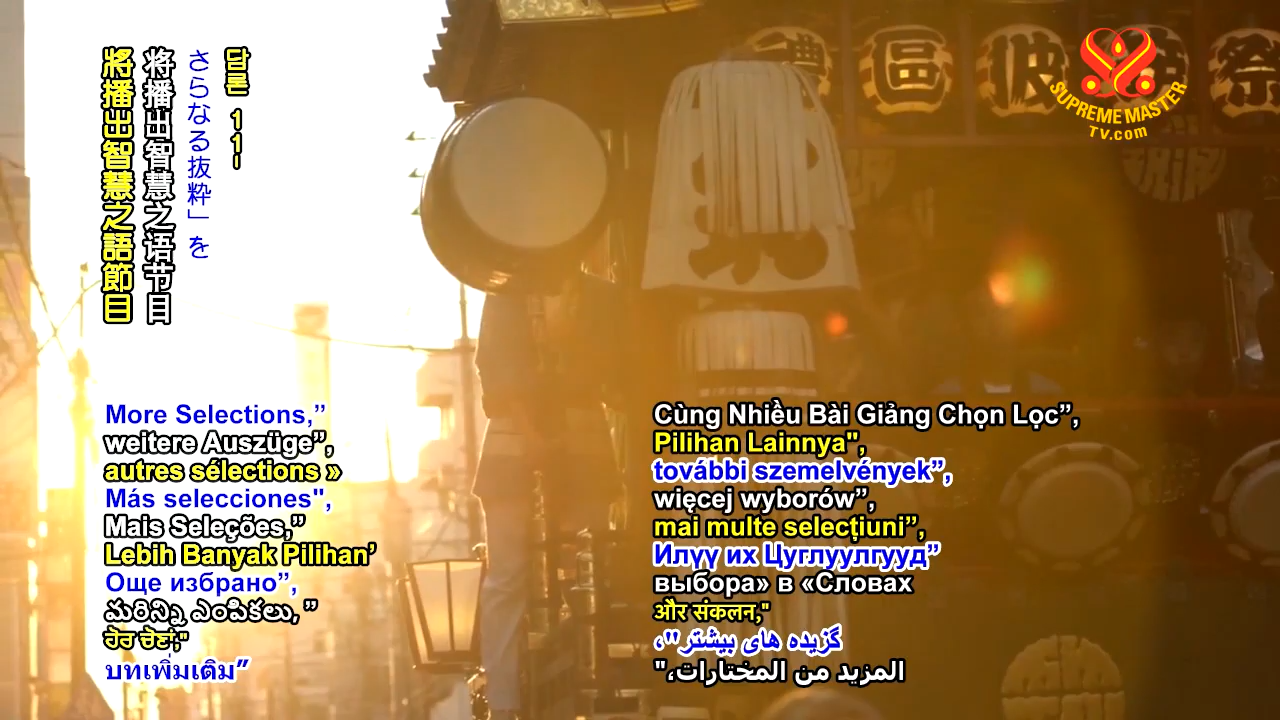 담론 11-
さらなる抜粋」を
将播出智慧之语节目
將播出智慧之語節目
SUPREME MASTER
TV.com
More Selections,”
weitere Auszüge”,
autres sélections »
Más selecciones",
Mais Seleções,”
Lebih Banyak Pilihan’
Още избрано”,
మరిన్ని ఎంపికలు, ”
ਹੋਰ ਚੋਣਾਂ,"
บทเพิ่มเติม”
Cùng Nhiều Bài Giảng Chọn Lọc”,
Pilihan Lainnya",
további szemelvények”,
więcej wyborów”,
mai multe selecțiuni”,
Илүү их Цуглуулгууд”
выбора» в «Словах
और संकलन,"
گزیده های بیشتر"،
المزيد من المختارات،"